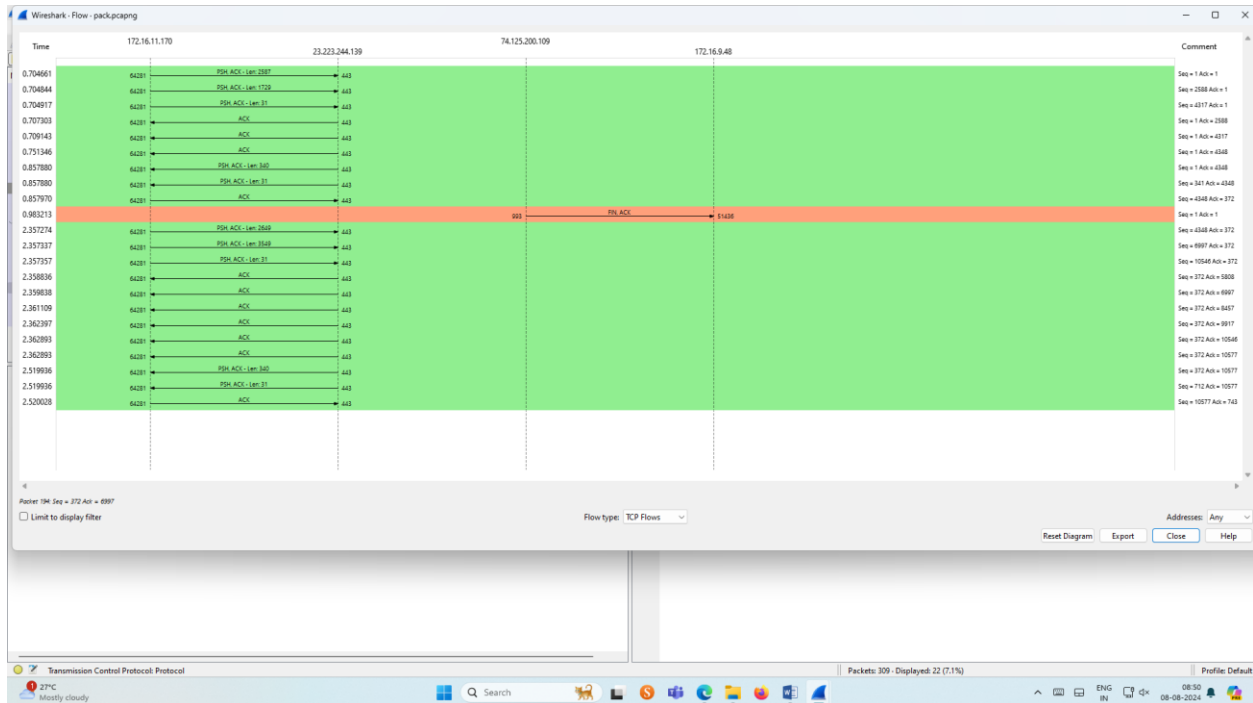 Wireshark · Flow · pack.pcapng
Time 172.16.11.170 23.223.244.139 74.125.200.109 172.16.9.48 Comment
0.704661 64281 PSH, ACK - Len: 2587 443 Seq = 1 Ack = 1
0.704844 64281 PSH, ACK - Len: 1729 443 Seq = 2588 Ack = 1
0.704917 64281 PSH, ACK - Len: 31 443 Seq = 4317 Ack = 1
0.707303 64281 ACK 443 Seq = 1 Ack = 2588
0.709143 64281 ACK 443 Seq = 1 Ack = 4317
0.751346 64281 ACK 443 Seq = 1 Ack = 4348
0.857880 64281 PSH, ACK - Len: 340 443 Seq = 1 Ack = 4348
0.857880 64281 PSH, ACK - Len: 31 443 Seq = 341 Ack = 4348
0.857970 64281 ACK 443 Seq = 4348 Ack = 372
0.983213 993 FIN, ACK 51436 Seq = 1 Ack = 1
2.357274 64281 PSH, ACK - Len: 2649 443 Seq = 4348 Ack = 372
2.357337 64281 PSH, ACK - Len: 3549 443 Seq = 6997 Ack = 372
2.357357 64281 PSH, ACK - Len: 31 443 Seq = 10546 Ack = 372
2.358836 64281 ACK 443 Seq = 372 Ack = 5808
2.359838 64281 ACK 443 Seq = 372 Ack = 6997
2.361109 64281 ACK 443 Seq = 372 Ack = 8457
2.362397 64281 ACK 443 Seq = 372 Ack = 9917
2.362893 64281 ACK 443 Seq = 372 Ack = 10546
2.362893 64281 ACK 443 Seq = 372 Ack = 10577
2.519936 64281 PSH, ACK - Len: 340 443 Seq = 372 Ack = 10577
2.519936 64281 PSH, ACK - Len: 31 443 Seq = 712 Ack = 10577
2.520028 64281 ACK 443 Seq = 10577 Ack = 743
Packet 194: Seq = 372 Ack = 6997
Limit to display filter Flow type: TCP Flows Addresses: Any
Reset Diagram Export Close Help
Transmission Control Protocol: Protocol Packets: 309 · Displayed: 22 (7.1%) Profile: Default
1 27°C Search ENG 08:50
Mostly cloudy IN 08-08-2024